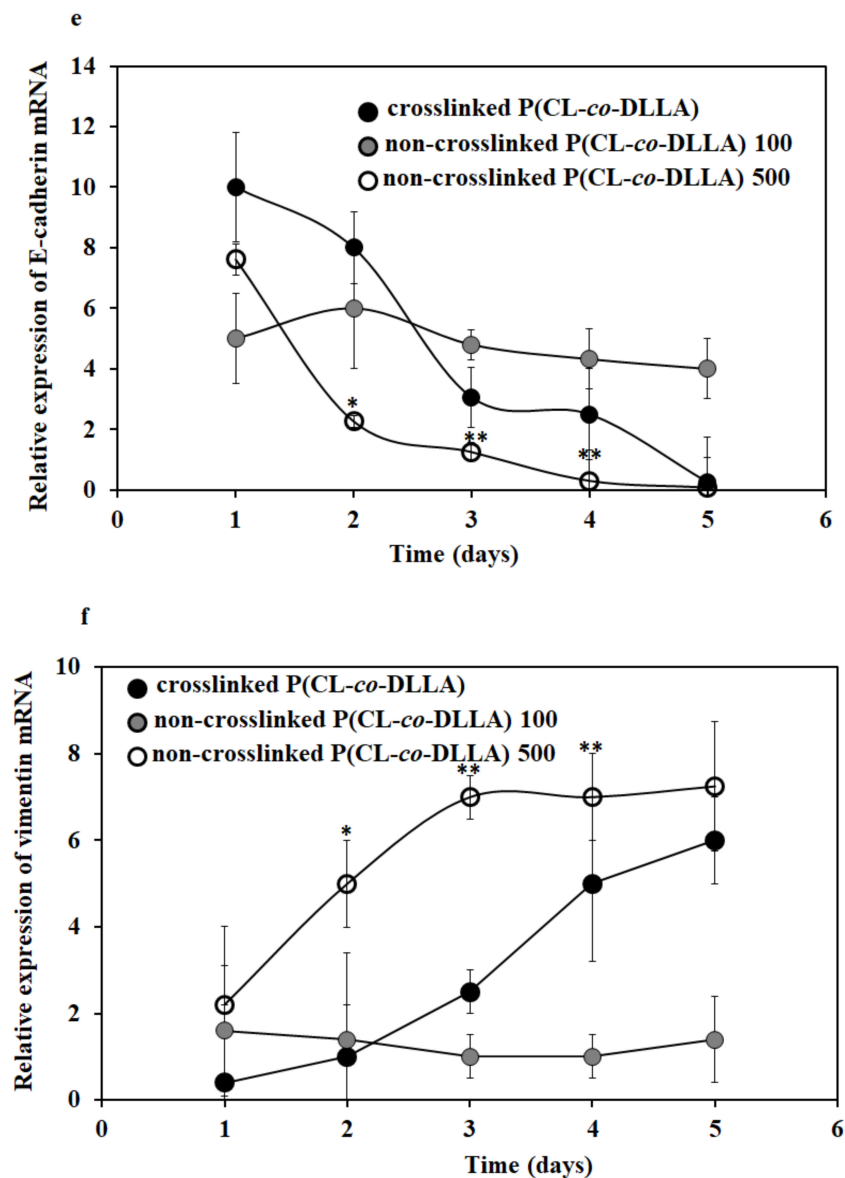 e
Relative expression of E-cadherin mRNA
14
12
10
8
6
4
2
0
crosslinked P(CL-co-DLLA)
non-crosslinked P(CL-co-DLLA) 100
non-crosslinked P(CL-co-DLLA) 500
*
**
**
0 1 2 3 4 5 6
Time (days)
f
Relative expression of vimentin mRNA
10
8
6
4
2
0
crosslinked P(CL-co-DLLA)
non-crosslinked P(CL-co-DLLA) 100
non-crosslinked P(CL-co-DLLA) 500
*
**
**
0 1 2 3 4 5 6
Time (days)